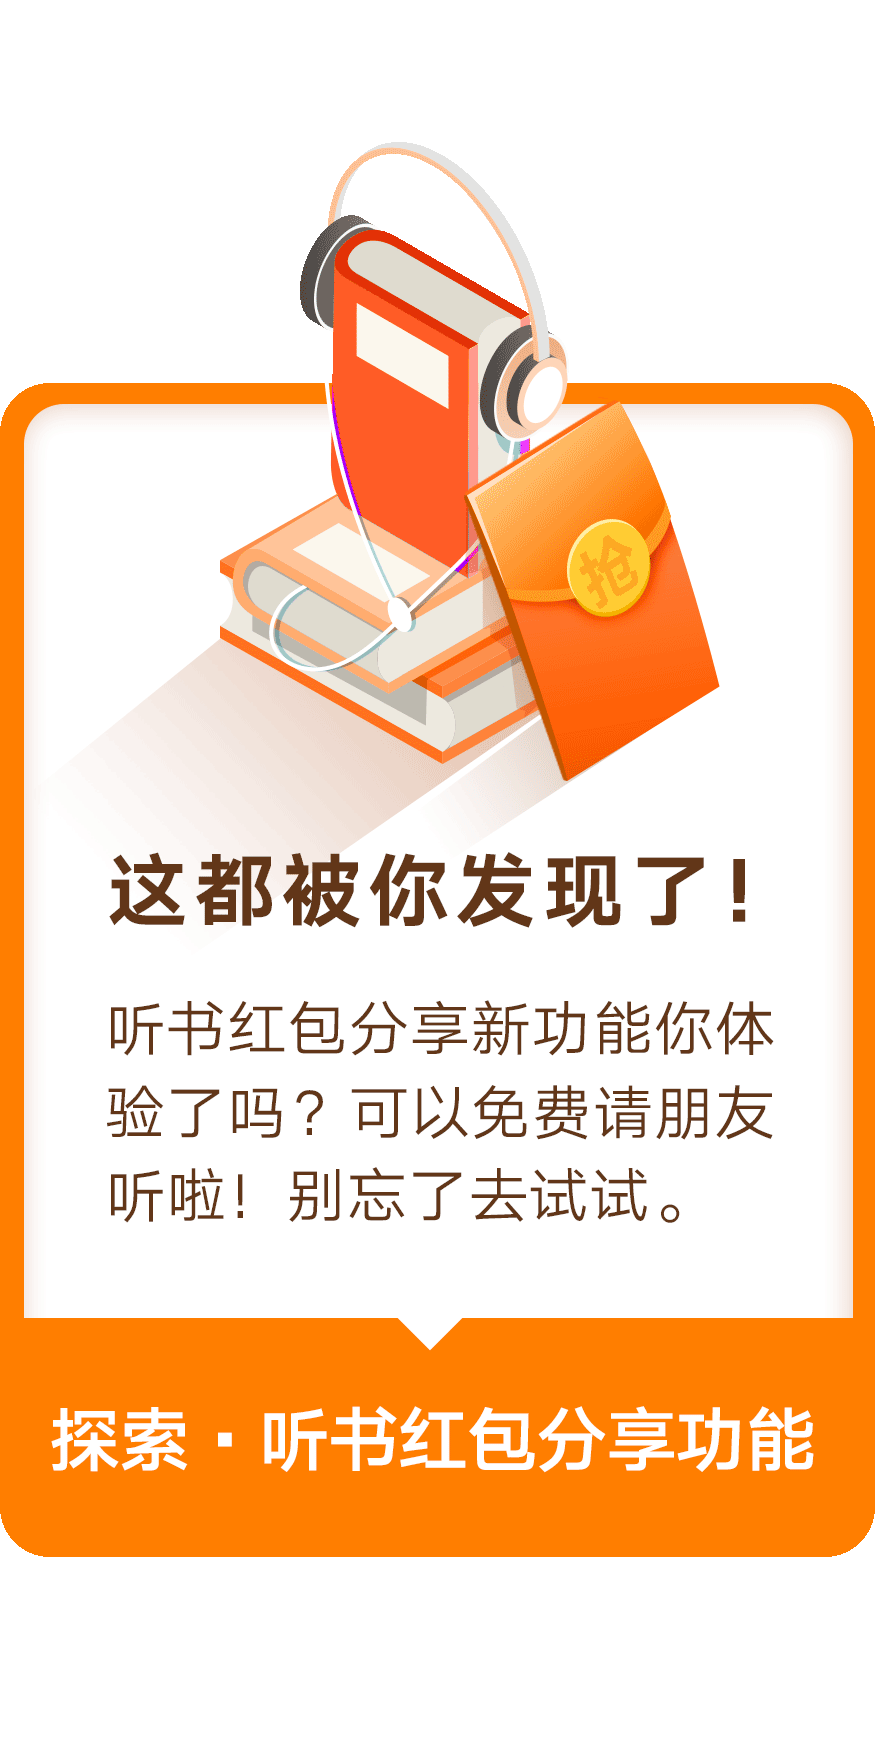 抢
这都被你发现了！
听书红包分享新功能你体
验了吗？可以免费请朋友
听啦！别忘了去试试。
探索·听书红包分享功能